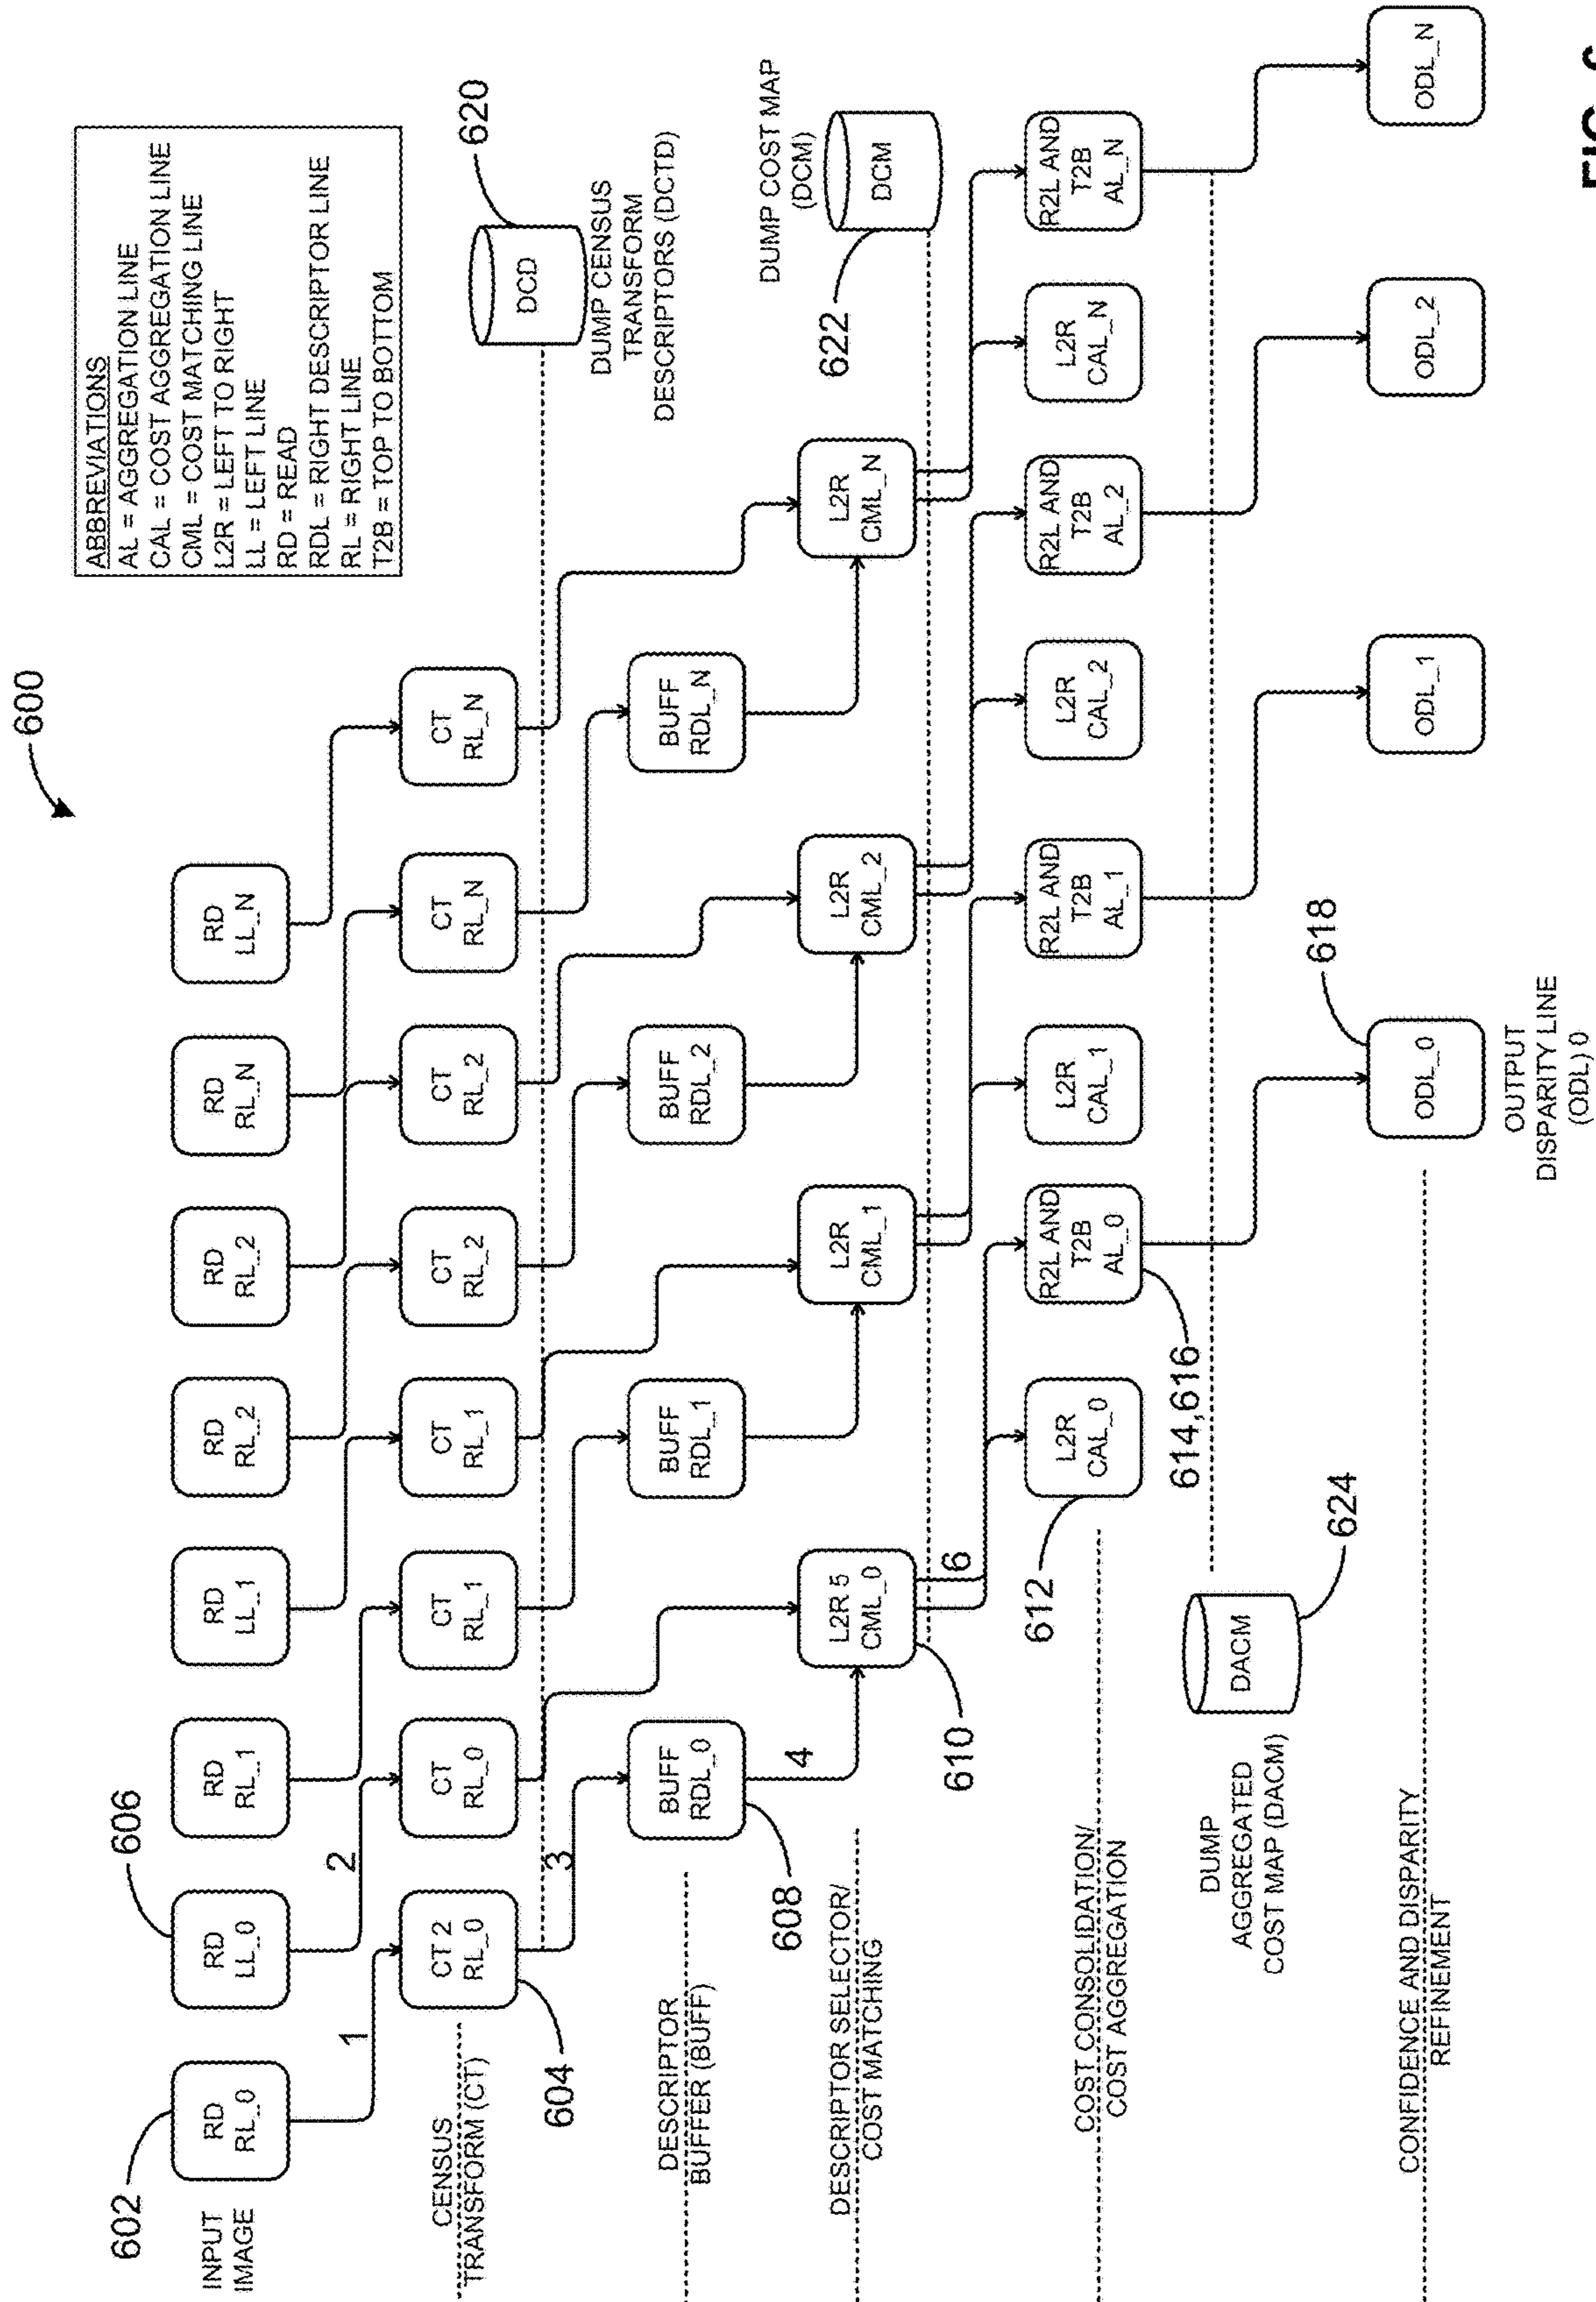 600
ABBREVIATIONS
AL = AGGREGATION LINE
CAL = COST AGGREGATION LINE
CML = COST MATCHING LINE
L2R = LEFT TO RIGHT
LL = LEFT LINE
RD = READ
RDL = RIGHT DESCRIPTOR LINE
RL = RIGHT LINE
T2B = TOP TO BOTTOM
602
606
INPUT
IMAGE
RD
RL_0
RD
LL_0
RD
RL_1
RD
LL_1
RD
RL_2
RD
RL_2
RD
RL_N
RD
LL_N
1
2
CENSUS
TRANSFORM (CT)
CT 2
RL_0
CT
RL_0
CT
RL_1
CT
RL_1
CT
RL_2
CT
RL_2
CT
RL_N
CT
RL_N
604
3
620
DCD
DUMP CENSUS
TRANSFORM
DESCRIPTORS (DCTD)
DESCRIPTOR
BUFFER (BUFF)
BUFF
RDL_0
BUFF
RDL_1
BUFF
RDL_2
BUFF
RDL_N
608
4
DESCRIPTOR SELECTOR/
COST MATCHING
L2R 5
CML_0
L2R
CML_1
L2R
CML_2
L2R
CML_N
DUMP COST MAP
(DCM)
622
DCM
610
6
612
COST CONSOLIDATION/
COST AGGREGATION
L2R
CAL_0
R2L AND
T2B
AL_0
L2R
CAL_1
R2L AND
T2B
AL_1
L2R
CAL_2
R2L AND
T2B
AL_2
L2R
CAL_N
R2L AND
T2B
AL_N
614,616
DUMP
AGGREGATED
COST MAP (DACM)
DACM
624
618
CONFIDENCE AND DISPARITY
REFINEMENT
ODL_0
ODL_1
ODL_2
ODL_N
OUTPUT
DISPARITY LINE
(ODL) 0
FIG.